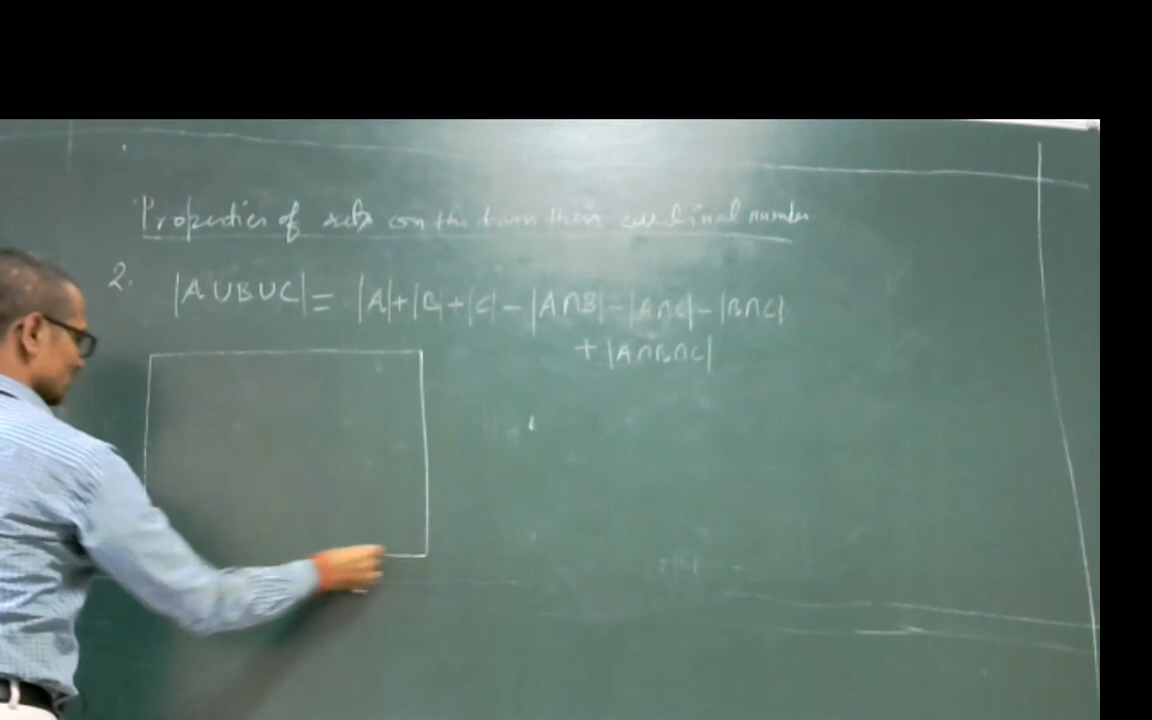 Properties of sets on the basis their cardinal number
2. |A∪B∪C| = |A|+|B|+|C| - |A∩B| - |A∩C| - |B∩C|
+ |A∩B∩C|